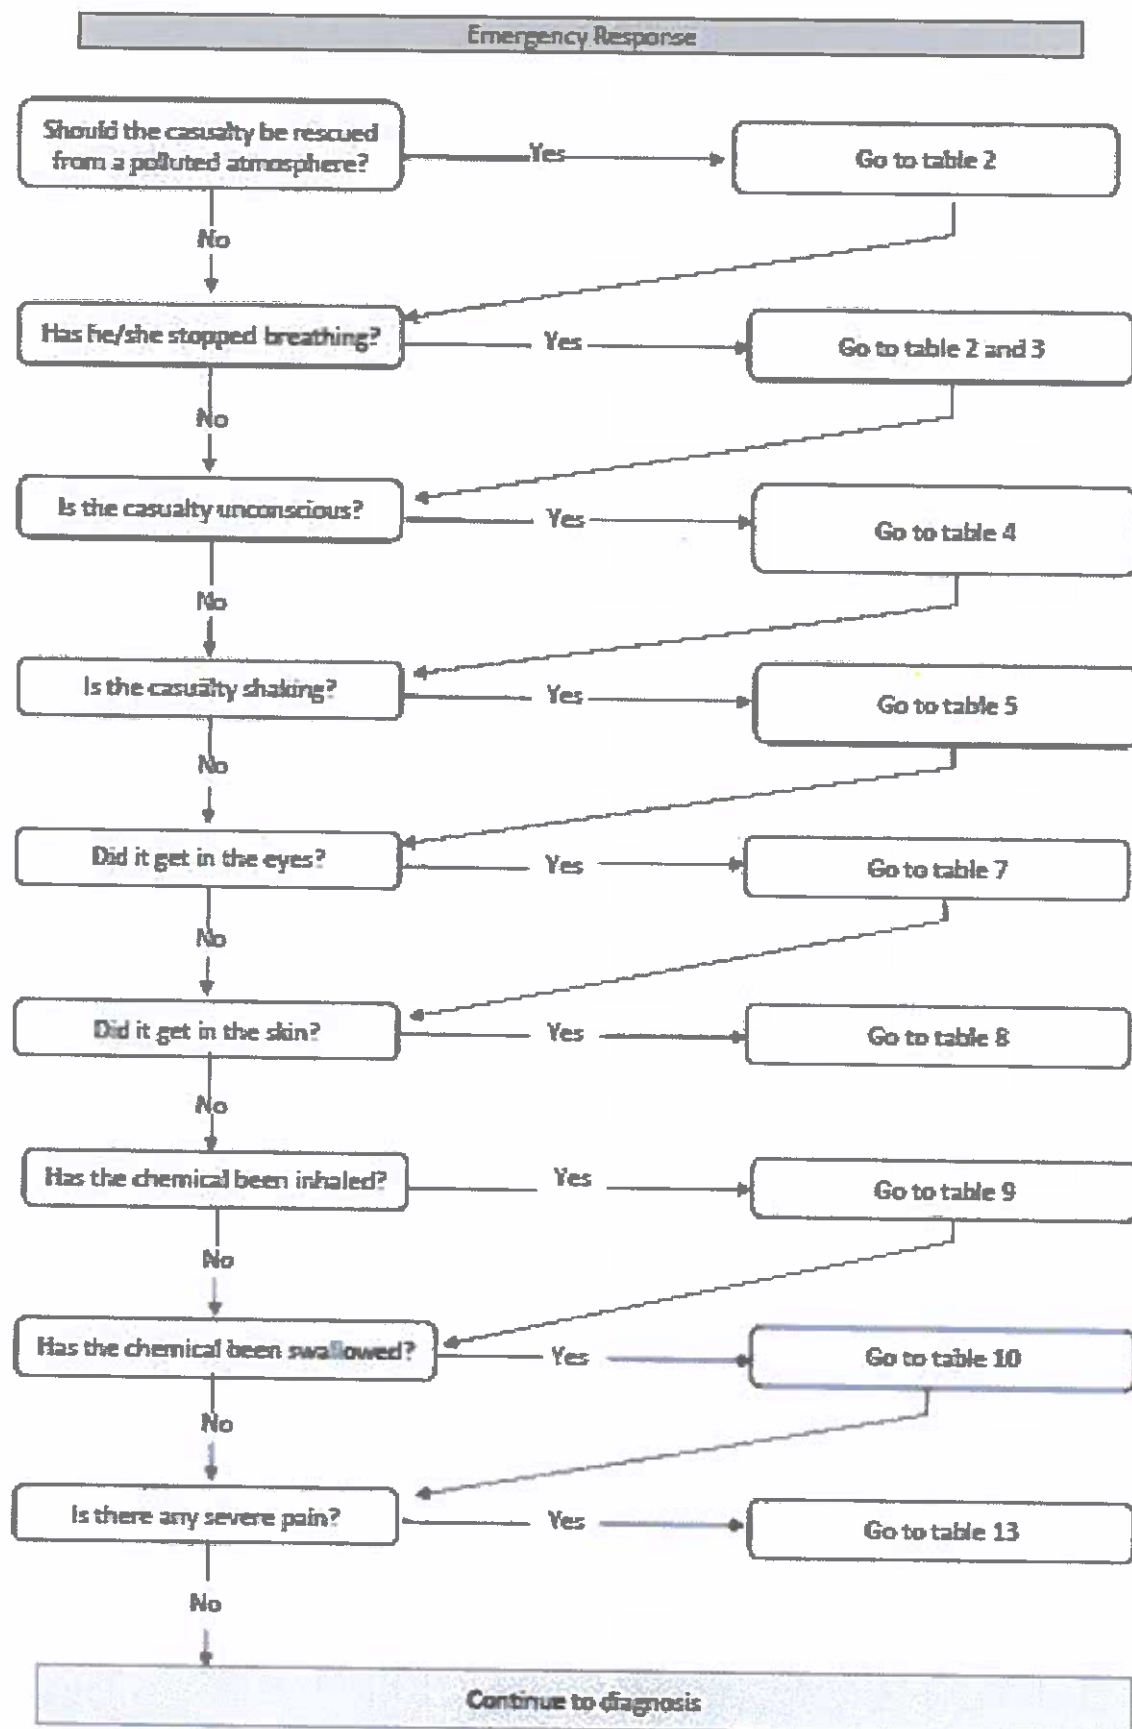 Emergency Response
Should the casualty be rescued
from a polluted atmosphere?
Yes
Go to table 2
No
Has he/she stopped breathing?
Yes
Go to table 2 and 3
No
Is the casualty unconscious?
Yes
Go to table 4
No
Is the casualty shaking?
Yes
Go to table 5
No
Did it get in the eyes?
Yes
Go to table 7
No
Did it get in the skin?
Yes
Go to table 8
No
Has the chemical been inhaled?
Yes
Go to table 9
No
Has the chemical been swallowed?
Yes
Go to table 10
No
Is there any severe pain?
Yes
Go to table 13
No
Continue to diagnosis